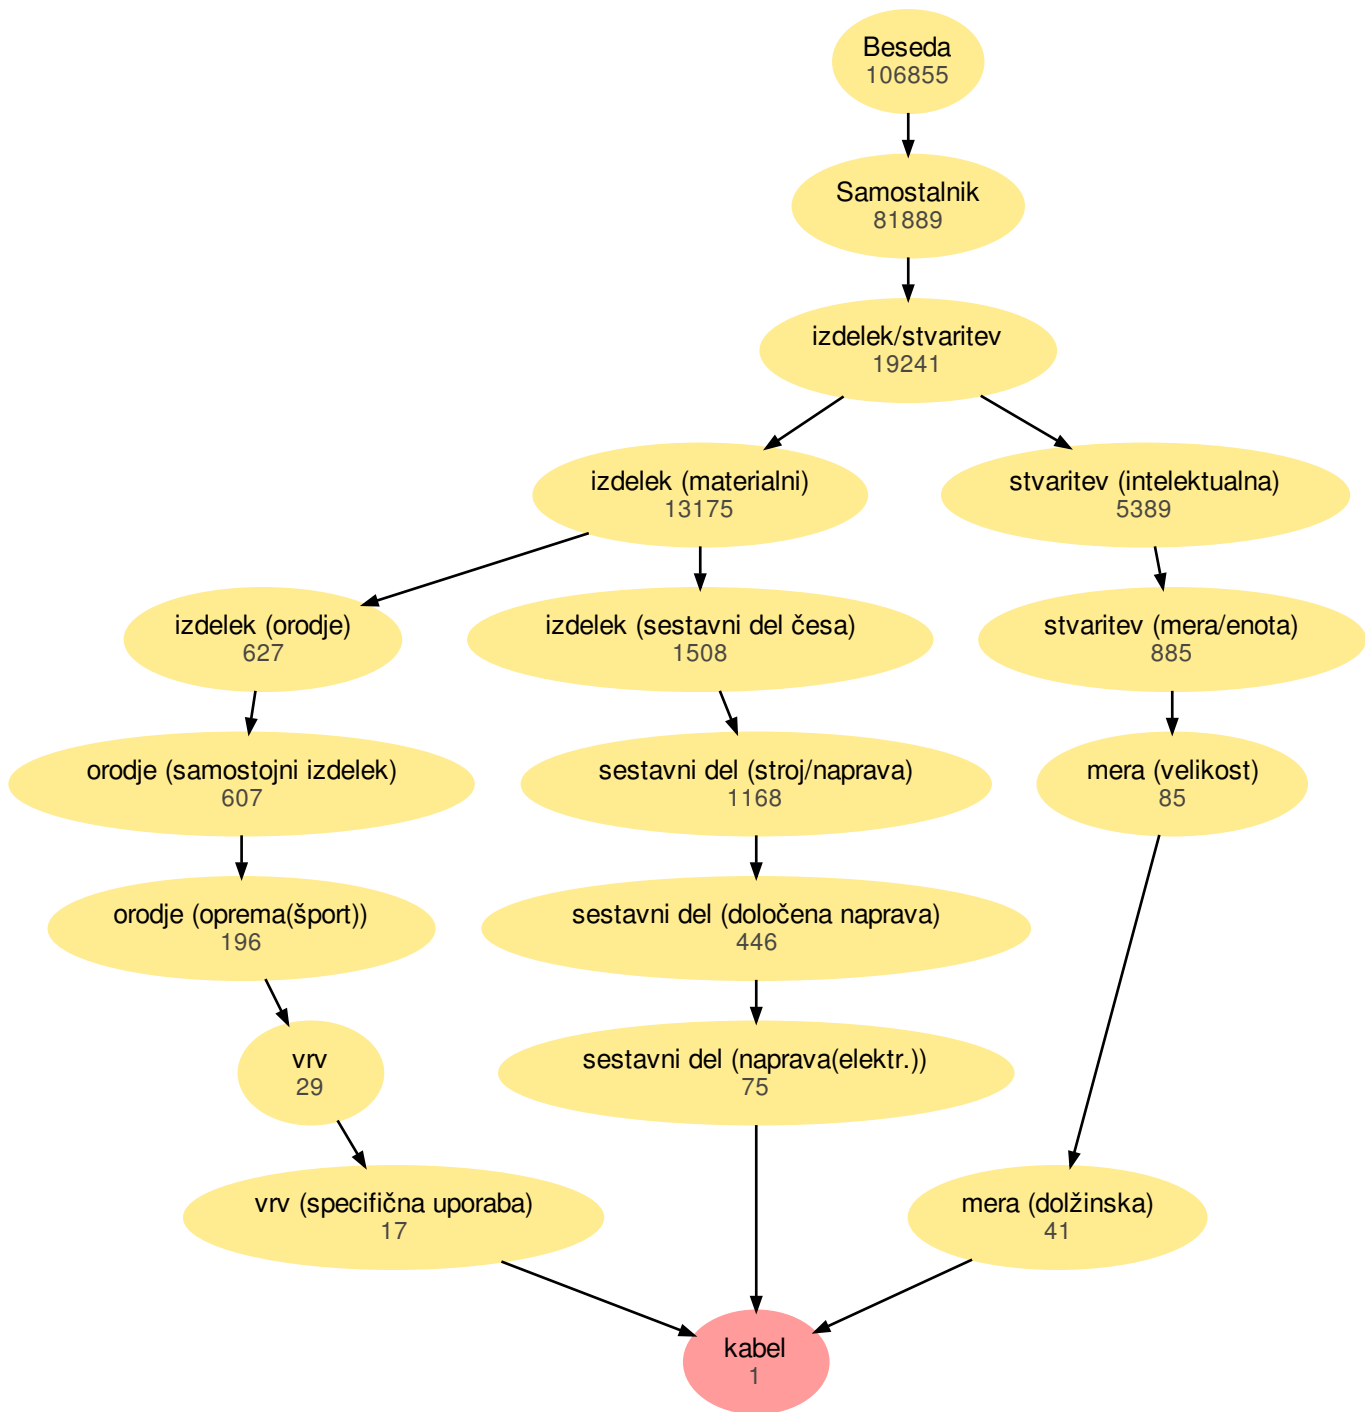 Beseda
106855
Samostalnik
81889
izdelek/stvaritev
19241
izdelek (materialni)
13175
stvaritev (intelektualna)
5389
izdelek (orodje)
627
izdelek (sestavni del česa)
1508
stvaritev (mera/enota)
885
orodje (samostojni izdelek)
607
sestavni del (stroj/naprava)
1168
mera (velikost)
85
orodje (oprema(šport))
196
sestavni del (določena naprava)
446
vrv
29
sestavni del (naprava(elektr.))
75
vrv (specifična uporaba)
17
mera (dolžinska)
41
kabel
1